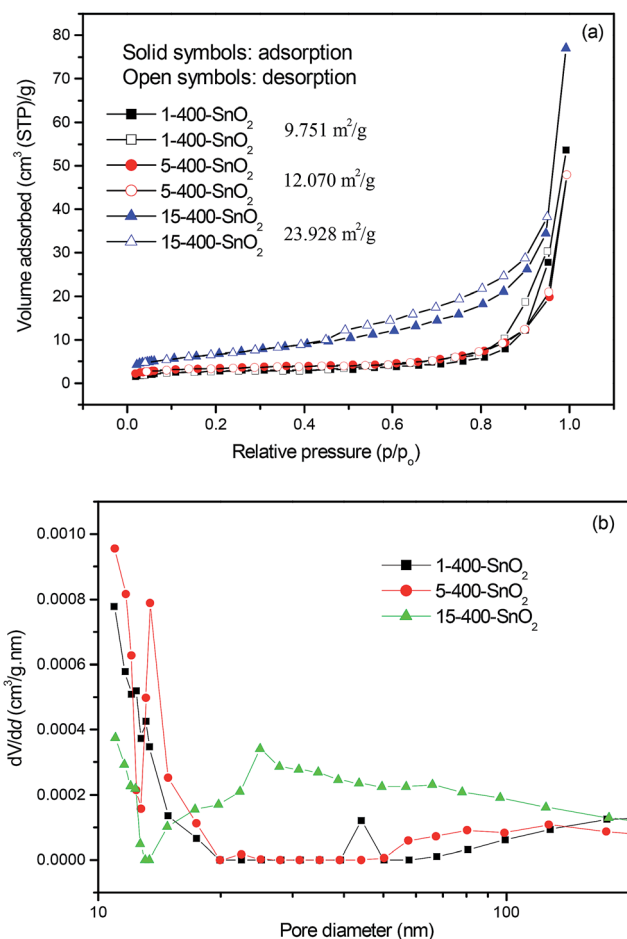 (a)
Solid symbols: adsorption
Open symbols: desorption
1-400-SnO2
1-400-SnO2
9.751 m²/g
5-400-SnO2
5-400-SnO2
12.070 m²/g
15-400-SnO2
15-400-SnO2
23.928 m²/g
Volume adsorbed (cm³ (STP)/g)
80
70
60
50
40
30
20
10
0
0.0 0.2 0.4 0.6 0.8 1.0
Relative pressure (p/po)
(b)
1-400-SnO2
5-400-SnO2
15-400-SnO2
dV/dd (cm³/g.nm)
0.0010
0.0008
0.0006
0.0004
0.0002
0.0000
10 100
Pore diameter (nm)